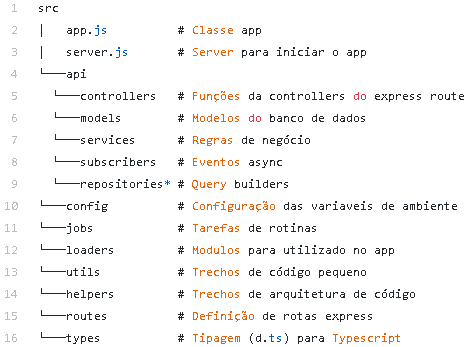 1 src
2 │   app.js          # Classe app
3 │   server.js       # Server para iniciar o app
4 └───api
5   └───controllers   # Funções da controllers do express route
6   └───models        # Modelos do banco de dados
7   └───services      # Regras de negócio
8   └───subscribers   # Eventos async
9   └───repositories* # Query builders
10 └───config          # Configuração das variaveis de ambiente
11 └───jobs            # Tarefas de rotinas
12 └───loaders         # Modulos para utilizado no app
13 └───utils           # Trechos de código pequeno
14 └───helpers         # Trechos de arquitetura de código
15 └───routes          # Definição de rotas express
16 └───types           # Tipagem (d.ts) para Typescript